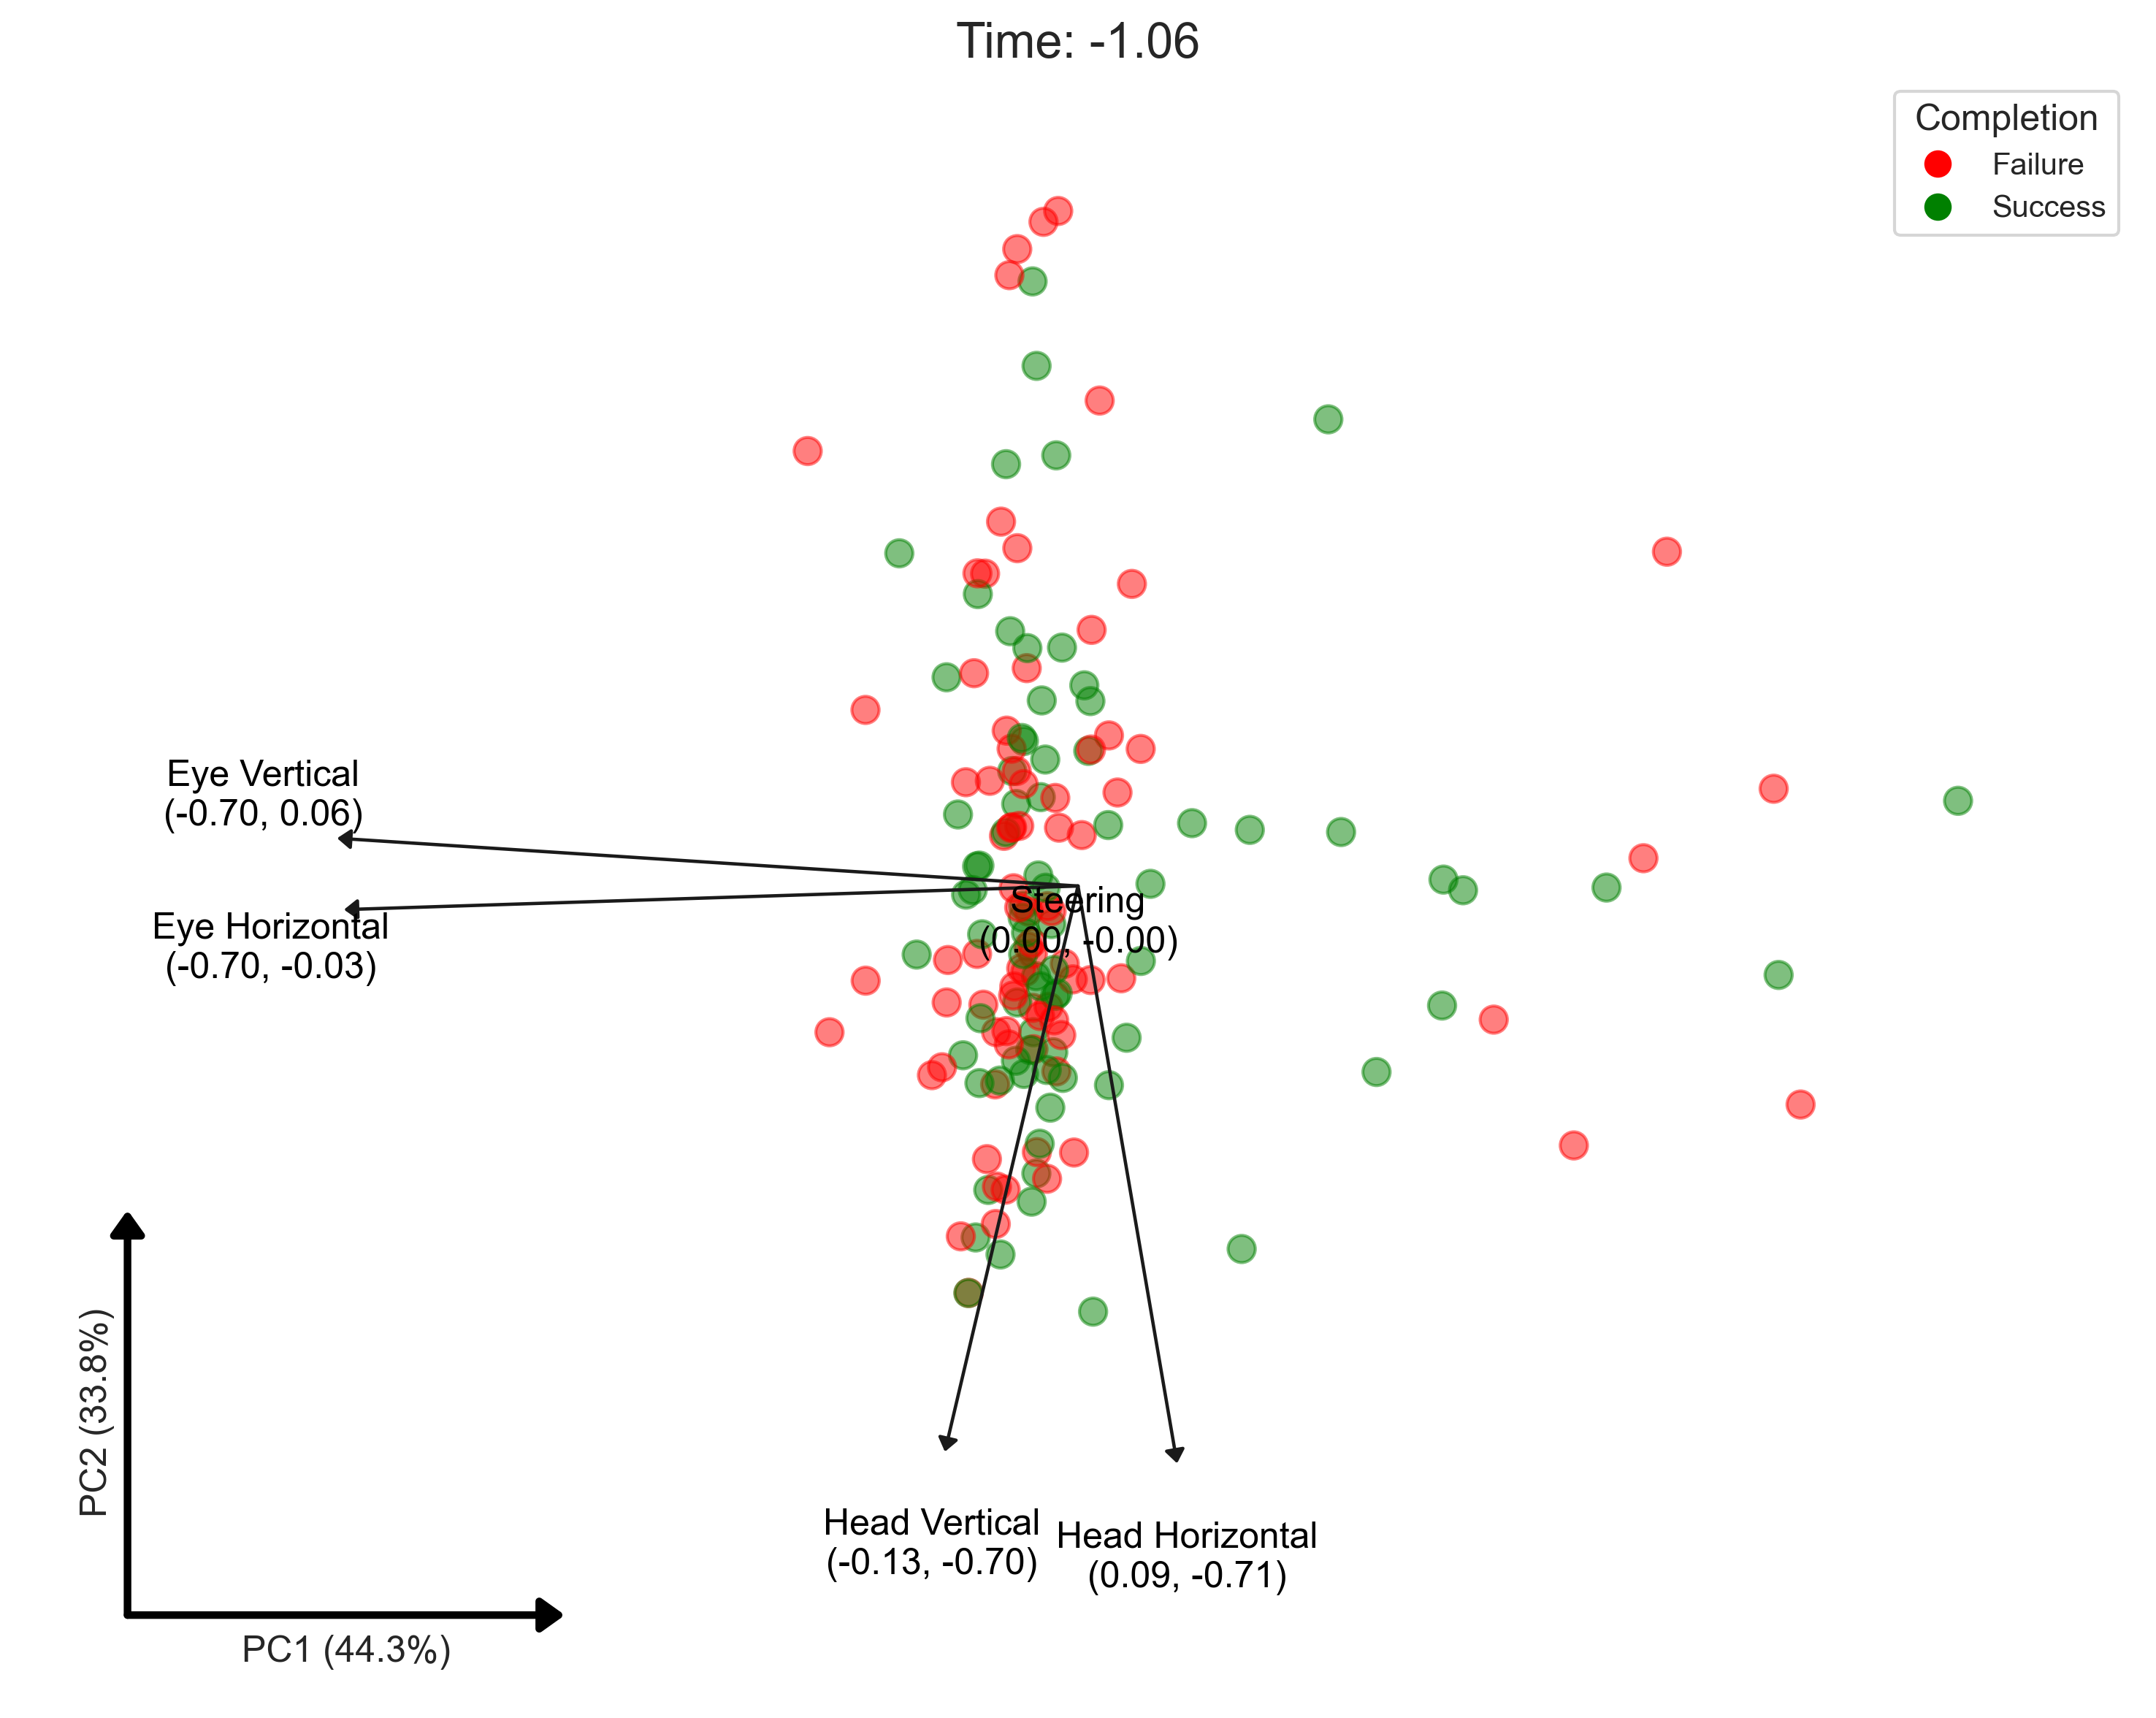 Time: -1.06
Completion
Failure
Success
Eye Vertical
(-0.70, 0.06)
Eye Horizontal
(-0.70, -0.03)
Steering
(0.00, -0.00)
Head Vertical
(-0.13, -0.70)
Head Horizontal
(0.09, -0.71)
PC2 (33.8%)
PC1 (44.3%)